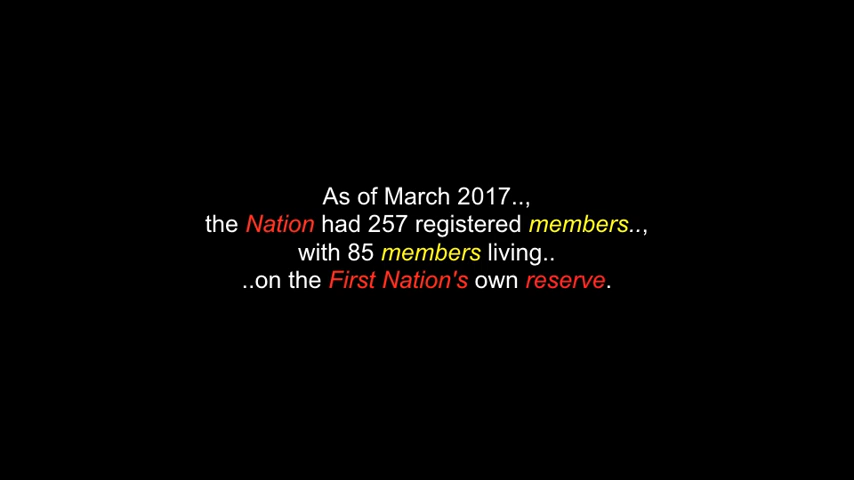 As of March 2017..,
the Nation had 257 registered members..,
with 85 members living..
..on the First Nation's own reserve.